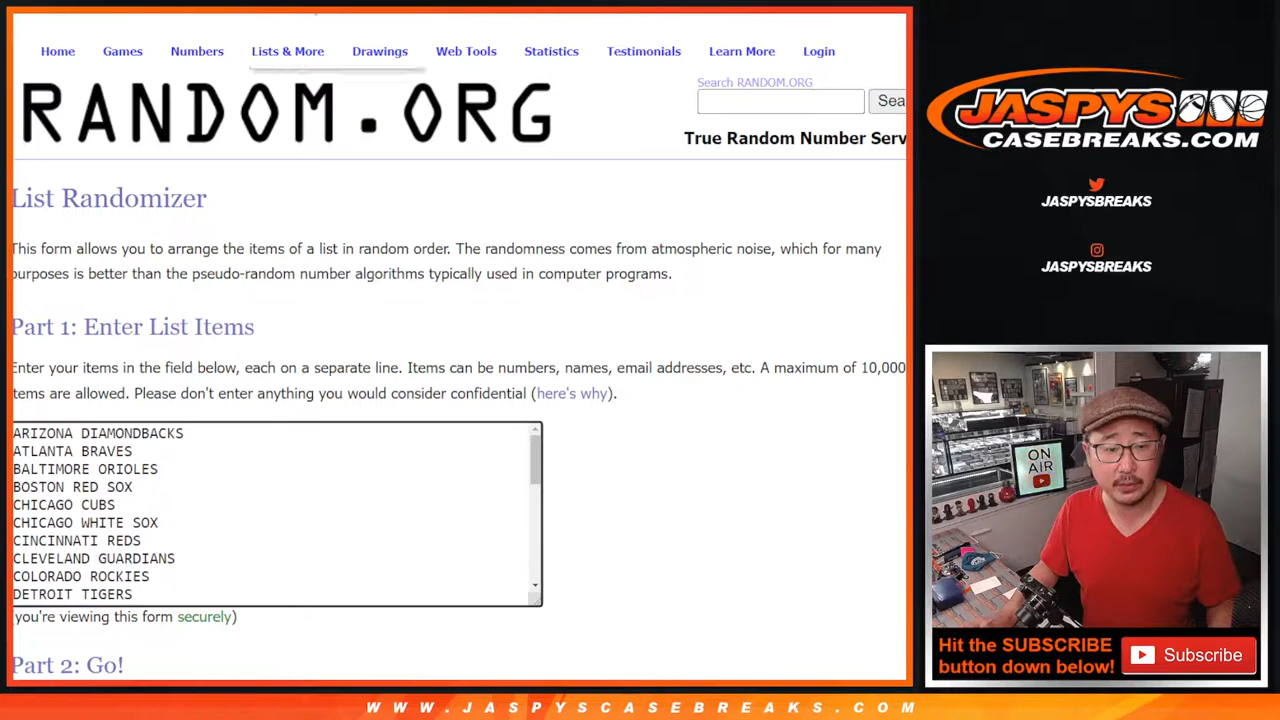 Home Games Numbers Lists & More Drawings Web Tools Statistics Testimonials Learn More Login
RANDOM.ORG
Search RANDOM.ORG
Sea
True Random Number Serv
List Randomizer
This form allows you to arrange the items of a list in random order. The randomness comes from atmospheric noise, which for many
purposes is better than the pseudo-random number algorithms typically used in computer programs.
Part 1: Enter List Items
Enter your items in the field below, each on a separate line. Items can be numbers, names, email addresses, etc. A maximum of 10,000
items are allowed. Please don't enter anything you would consider confidential (here's why).
ARIZONA DIAMONDBACKS
ATLANTA BRAVES
BALTIMORE ORIOLES
BOSTON RED SOX
CHICAGO CUBS
CHICAGO WHITE SOX
CINCINNATI REDS
CLEVELAND GUARDIANS
COLORADO ROCKIES
DETROIT TIGERS
(you're viewing this form securely)
Part 2: Go!
JASPYS
CASEBREAKS.COM
JASPYSBREAKS
JASPYSBREAKS
ON
AIR
Hit the SUBSCRIBE
button down below!
Subscribe
WWW.JASPYSCASEBREAKS.COM